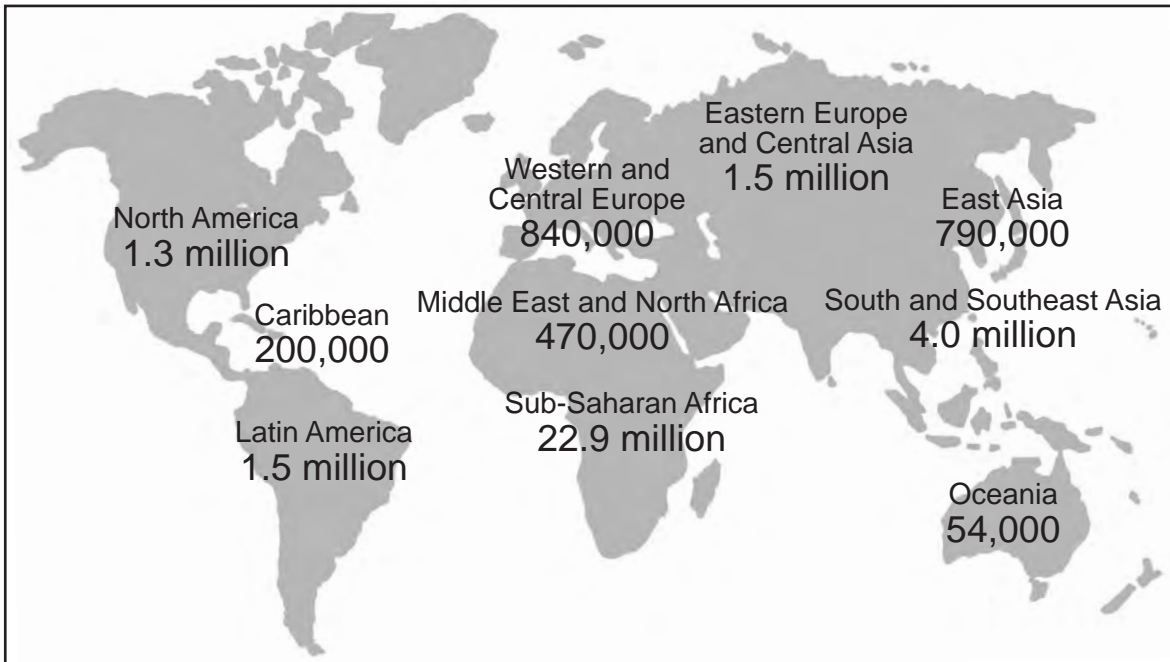 Eastern Europe
and Central Asia
1.5 million
Western and
Central Europe
840,000
East Asia
790,000
North America
1.3 million
Caribbean
200,000
Middle East and North Africa
470,000
South and Southeast Asia
4.0 million
Sub-Saharan Africa
22.9 million
Latin America
1.5 million
Oceania
54,000